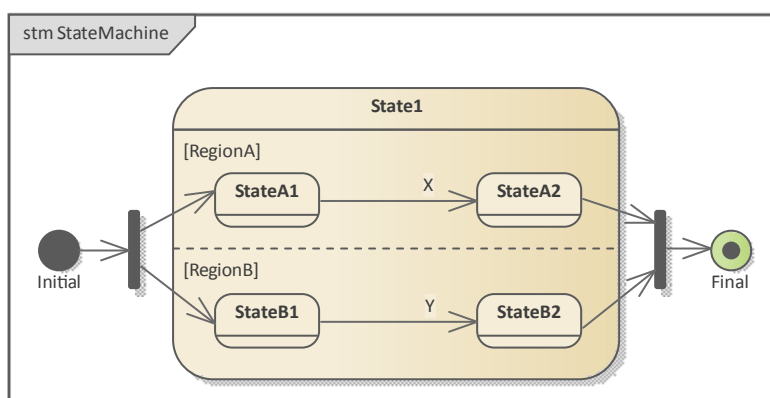 stm StateMachine
State1
[RegionA]
StateA1
X
StateA2
Initial
[RegionB]
StateB1
Y
StateB2
Final